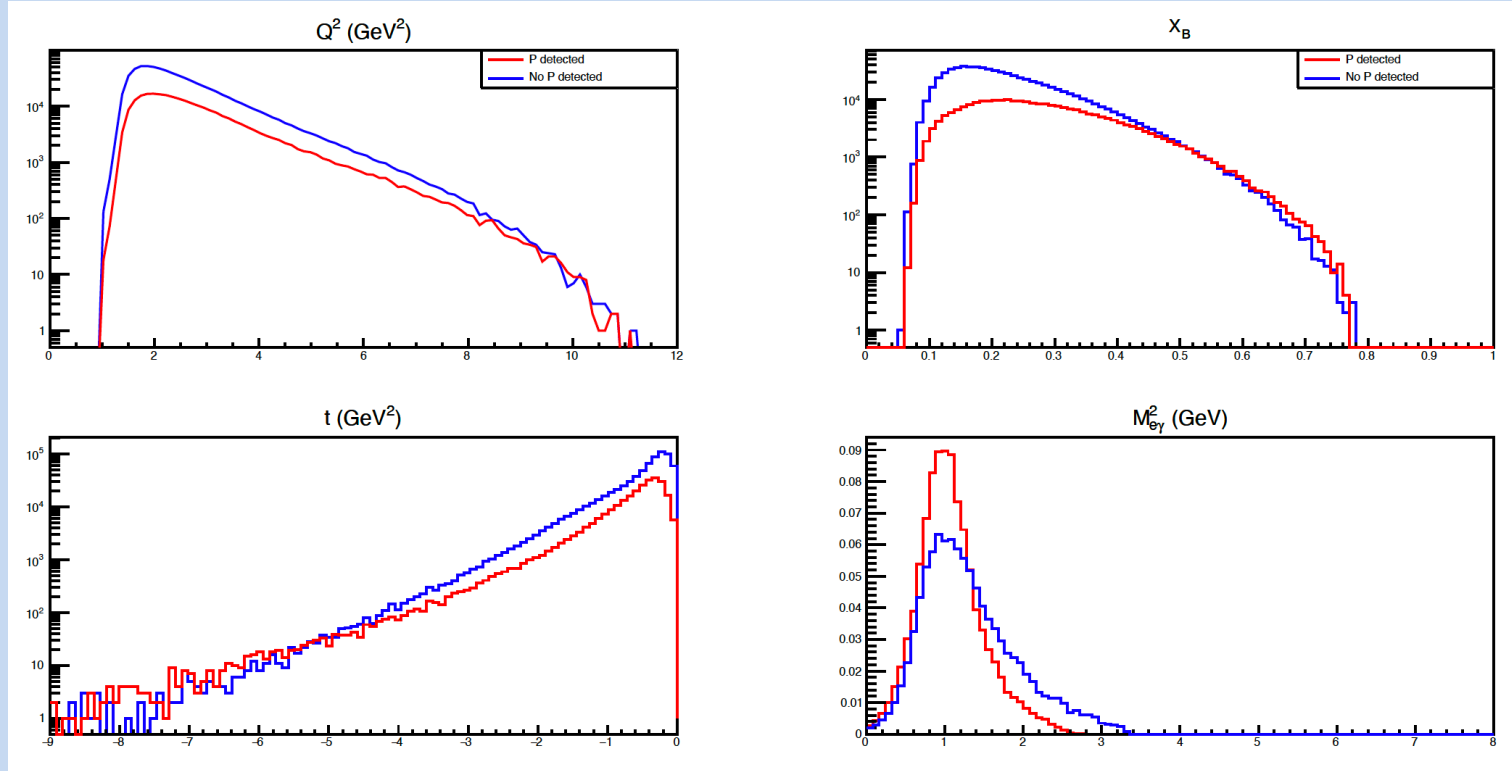 Q² (GeV²)
P detected
No P detected
10⁴
10³
10²
10
1
0 2 4 6 8 10 12
X_B
P detected
No P detected
10⁴
10³
10²
10
1
0 0.1 0.2 0.3 0.4 0.5 0.6 0.7 0.8 0.9 1
t (GeV²)
10⁵
10⁴
10³
10²
10
1
−9 −8 −7 −6 −5 −4 −3 −2 −1 0
M²_eγ (GeV)
0.09
0.08
0.07
0.06
0.05
0.04
0.03
0.02
0.01
0
0 1 2 3 4 5 6 7 8